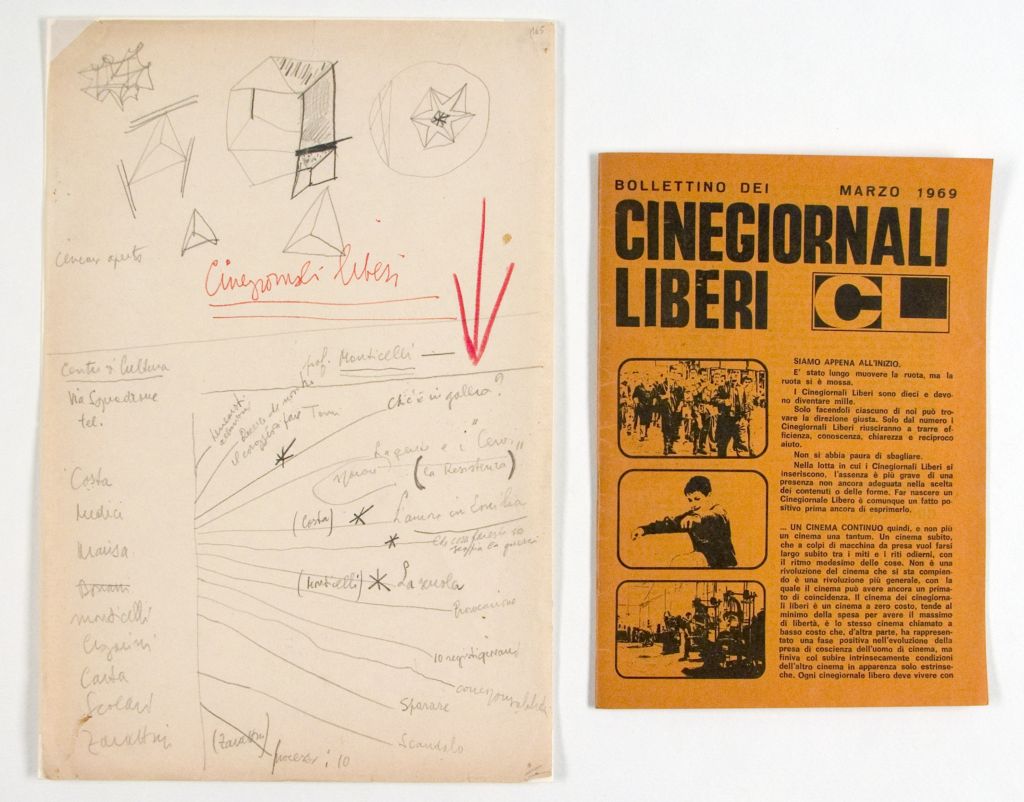 165
Cinegiornali liberi
prof. Monticelli
Centro di Cultura
tel.
Chi è in galera?
Costa
Medici
Maisa
Bonatti
Monticelli
Costa
Scolari
Zavattini
(la Resistenza)
(Costa) L'amore in Sicilia
(Monticelli) La scuola
Provocazione
10 registi giovani
Sparare
Scandalo
(Zavattini)
BOLLETTINO DEI MARZO 1969
CINEGIORNALI
LIBERI
CL
SIAMO APPENA ALL'INIZIO.
E' stato lungo muovere la ruota, ma la
ruota si è mossa.
I Cinegiornali Liberi sono dieci e devo-
no diventare mille.
Solo facendoli ciascuno di noi può tro-
vare la direzione giusta. Solo dal numero i
Cinegiornali Liberi riusciranno a trarre ef-
ficienza, conoscenza, chiarezza e reciproco
aiuto.
Non si abbia paura di sbagliare.
Nella lotta in cui i Cinegiornali Liberi si
inseriscono, l'assenza è più grave di una
presenza non ancora adeguata nella scelta
dei contenuti o delle forme. Far nascere un
Cinegiornale Libero è comunque un fatto po-
sitivo prima ancora di esprimerlo.
... UN CINEMA CONTINUO quindi, e non più
un cinema una tantum. Un cinema subito,
che a colpi di macchina da presa vuol farsi
largo subito tra i miti e i riti odierni, con
il ritmo medesimo delle cose. Non è una
rivoluzione del cinema che si sta compien-
do è una rivoluzione più generale, con la
quale il cinema può avere ancora un prima-
to di coincidenza. Il cinema dei cinegiorna-
li liberi è un cinema a zero costo, tende al
minimo della spesa per avere il massimo
di libertà, è lo stesso cinema chiamato a
basso costo che, d'altra parte, ha rappresen-
tato una fase positiva nell'evoluzione della
presa di coscienza dell'uomo di cinema, ma
finiva col subire intrinsecamente condizioni
dell'altro cinema in apparenza solo estrinse-
che. Ogni cinegiornale libero deve vivere con